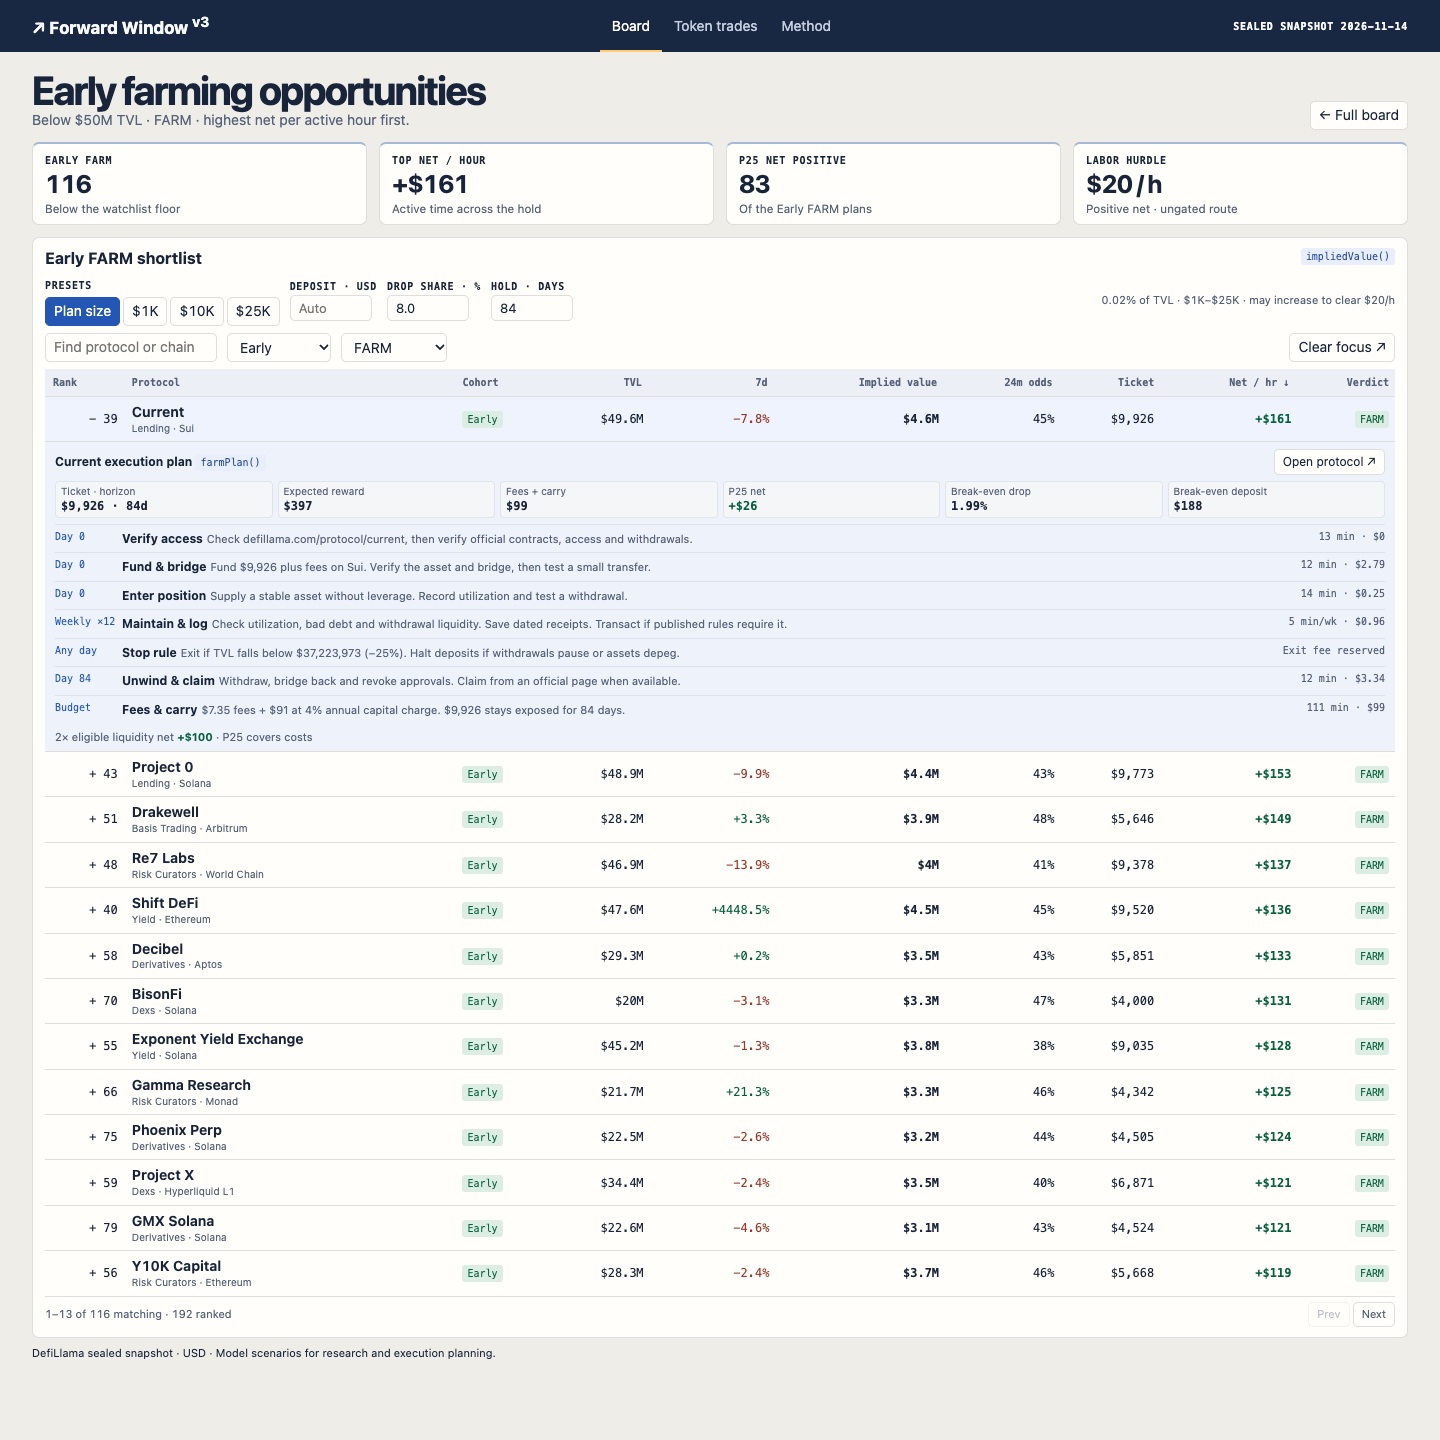 ↗ Forward Window v3
Board Token trades Method
SEALED SNAPSHOT 2026-11-14
Early farming opportunities
Below $50M TVL · FARM · highest net per active hour first.
← Full board
EARLY FARM
116
Below the watchlist floor
TOP NET / HOUR
+$161
Active time across the hold
P25 NET POSITIVE
83
Of the Early FARM plans
LABOR HURDLE
$20/h
Positive net · ungated route
Early FARM shortlist
impliedValue()
PRESETS
Plan size $1K $10K $25K
DEPOSIT · USD DROP SHARE · % HOLD · DAYS
Auto 8.0 84
0.02% of TVL · $1K–$25K · may increase to clear $20/h
Find protocol or chain Early FARM Clear focus ↗
Rank Protocol Cohort TVL 7d Implied value 24m odds Ticket Net / hr ↓ Verdict
− 39 Current Early $49.6M −7.8% $4.6M 45% $9,926 +$161 FARM
Lending · Sui
Current execution plan farmPlan() Open protocol ↗
Ticket · horizon
$9,926 · 84d
Expected reward
$397
Fees + carry
$99
P25 net
+$26
Break-even drop
1.99%
Break-even deposit
$188
Day 0 Verify access Check defillama.com/protocol/current, then verify official contracts, access and withdrawals. 13 min · $0
Day 0 Fund & bridge Fund $9,926 plus fees on Sui. Verify the asset and bridge, then test a small transfer. 12 min · $2.79
Day 0 Enter position Supply a stable asset without leverage. Record utilization and test a withdrawal. 14 min · $0.25
Weekly ×12 Maintain & log Check utilization, bad debt and withdrawal liquidity. Save dated receipts. Transact if published rules require it. 5 min/wk · $0.96
Any day Stop rule Exit if TVL falls below $37,223,973 (−25%). Halt deposits if withdrawals pause or assets depeg. Exit fee reserved
Day 84 Unwind & claim Withdraw, bridge back and revoke approvals. Claim from an official page when available. 12 min · $3.34
Budget Fees & carry $7.35 fees + $91 at 4% annual capital charge. $9,926 stays exposed for 84 days. 111 min · $99
2× eligible liquidity net +$100 · P25 covers costs
+ 43 Project 0 Early $48.9M −9.9% $4.4M 43% $9,773 +$153 FARM
Lending · Solana
+ 51 Drakewell Early $28.2M +3.3% $3.9M 48% $5,646 +$149 FARM
Basis Trading · Arbitrum
+ 48 Re7 Labs Early $46.9M −13.9% $4M 41% $9,378 +$137 FARM
Risk Curators · World Chain
+ 40 Shift DeFi Early $47.6M +4448.5% $4.5M 45% $9,520 +$136 FARM
Yield · Ethereum
+ 58 Decibel Early $29.3M +0.2% $3.5M 43% $5,851 +$133 FARM
Derivatives · Aptos
+ 70 BisonFi Early $20M −3.1% $3.3M 47% $4,000 +$131 FARM
Dexs · Solana
+ 55 Exponent Yield Exchange Early $45.2M −1.3% $3.8M 38% $9,035 +$128 FARM
Yield · Solana
+ 66 Gamma Research Early $21.7M +21.3% $3.3M 46% $4,342 +$125 FARM
Risk Curators · Monad
+ 75 Phoenix Perp Early $22.5M −2.6% $3.2M 44% $4,505 +$124 FARM
Derivatives · Solana
+ 59 Project X Early $34.4M −2.4% $3.5M 40% $6,871 +$121 FARM
Dexs · Hyperliquid L1
+ 79 GMX Solana Early $22.6M −4.6% $3.1M 43% $4,524 +$121 FARM
Derivatives · Solana
+ 56 Y10K Capital Early $28.3M −2.4% $3.7M 46% $5,668 +$119 FARM
Risk Curators · Ethereum
1–13 of 116 matching · 192 ranked Prev Next
DefiLlama sealed snapshot · USD · Model scenarios for research and execution planning.